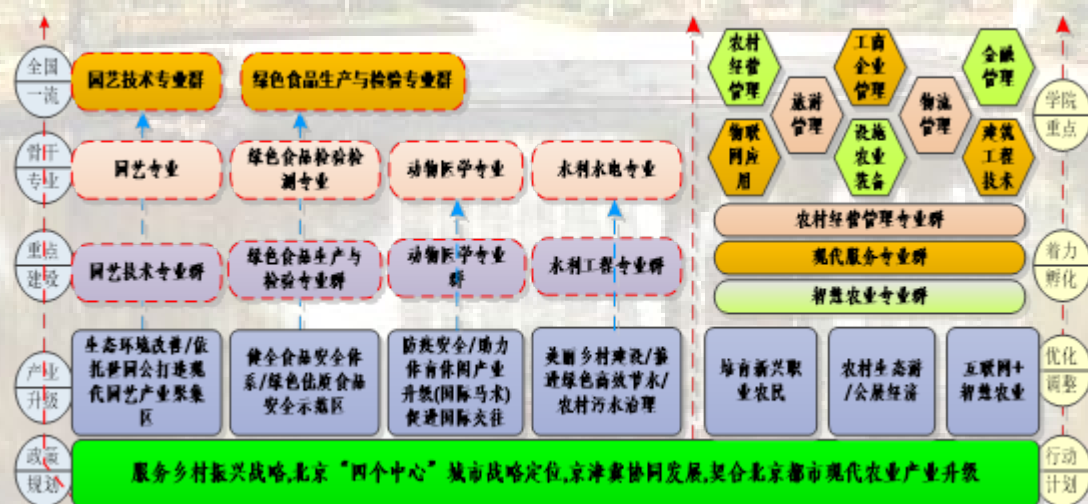 全国
一流
园艺技术专业群
绿色食品生产与检验专业群
农村
经营
管理
工商
企业
管理
金融
管理
旅游
管理
物流
管理
学院
重点
物联
网应
用
设施
农业
装备
建筑
工程
技术
骨干
专业
园艺专业
绿色食品检验检
测专业
动物医学专业
水利水电专业
农村经营管理专业群
现代服务专业群
智慧农业专业群
重点
建设
园艺技术专业群
绿色食品生产与
检验专业群
动物医学专业
群
水利工程专业群
着力
孵化
产业
升级
生态环境改善/依
托世园会打造现
代园艺产业聚集
区
健全食品安全体
系/绿色优质食品
安全示范区
防疫安全/助力
体育休闲产业
升级(国际马术)
促进国际交往
美丽乡村建设/推
进绿色高效节水/
农村污水治理
培育新兴职
业农民
农村生态游
/会展经济
互联网+
智慧农业
优化
调整
政策
规划
服务乡村振兴战略,北京“四个中心”城市战略定位,京津冀协同发展,契合北京都市现代农业产业升级
行动
计划